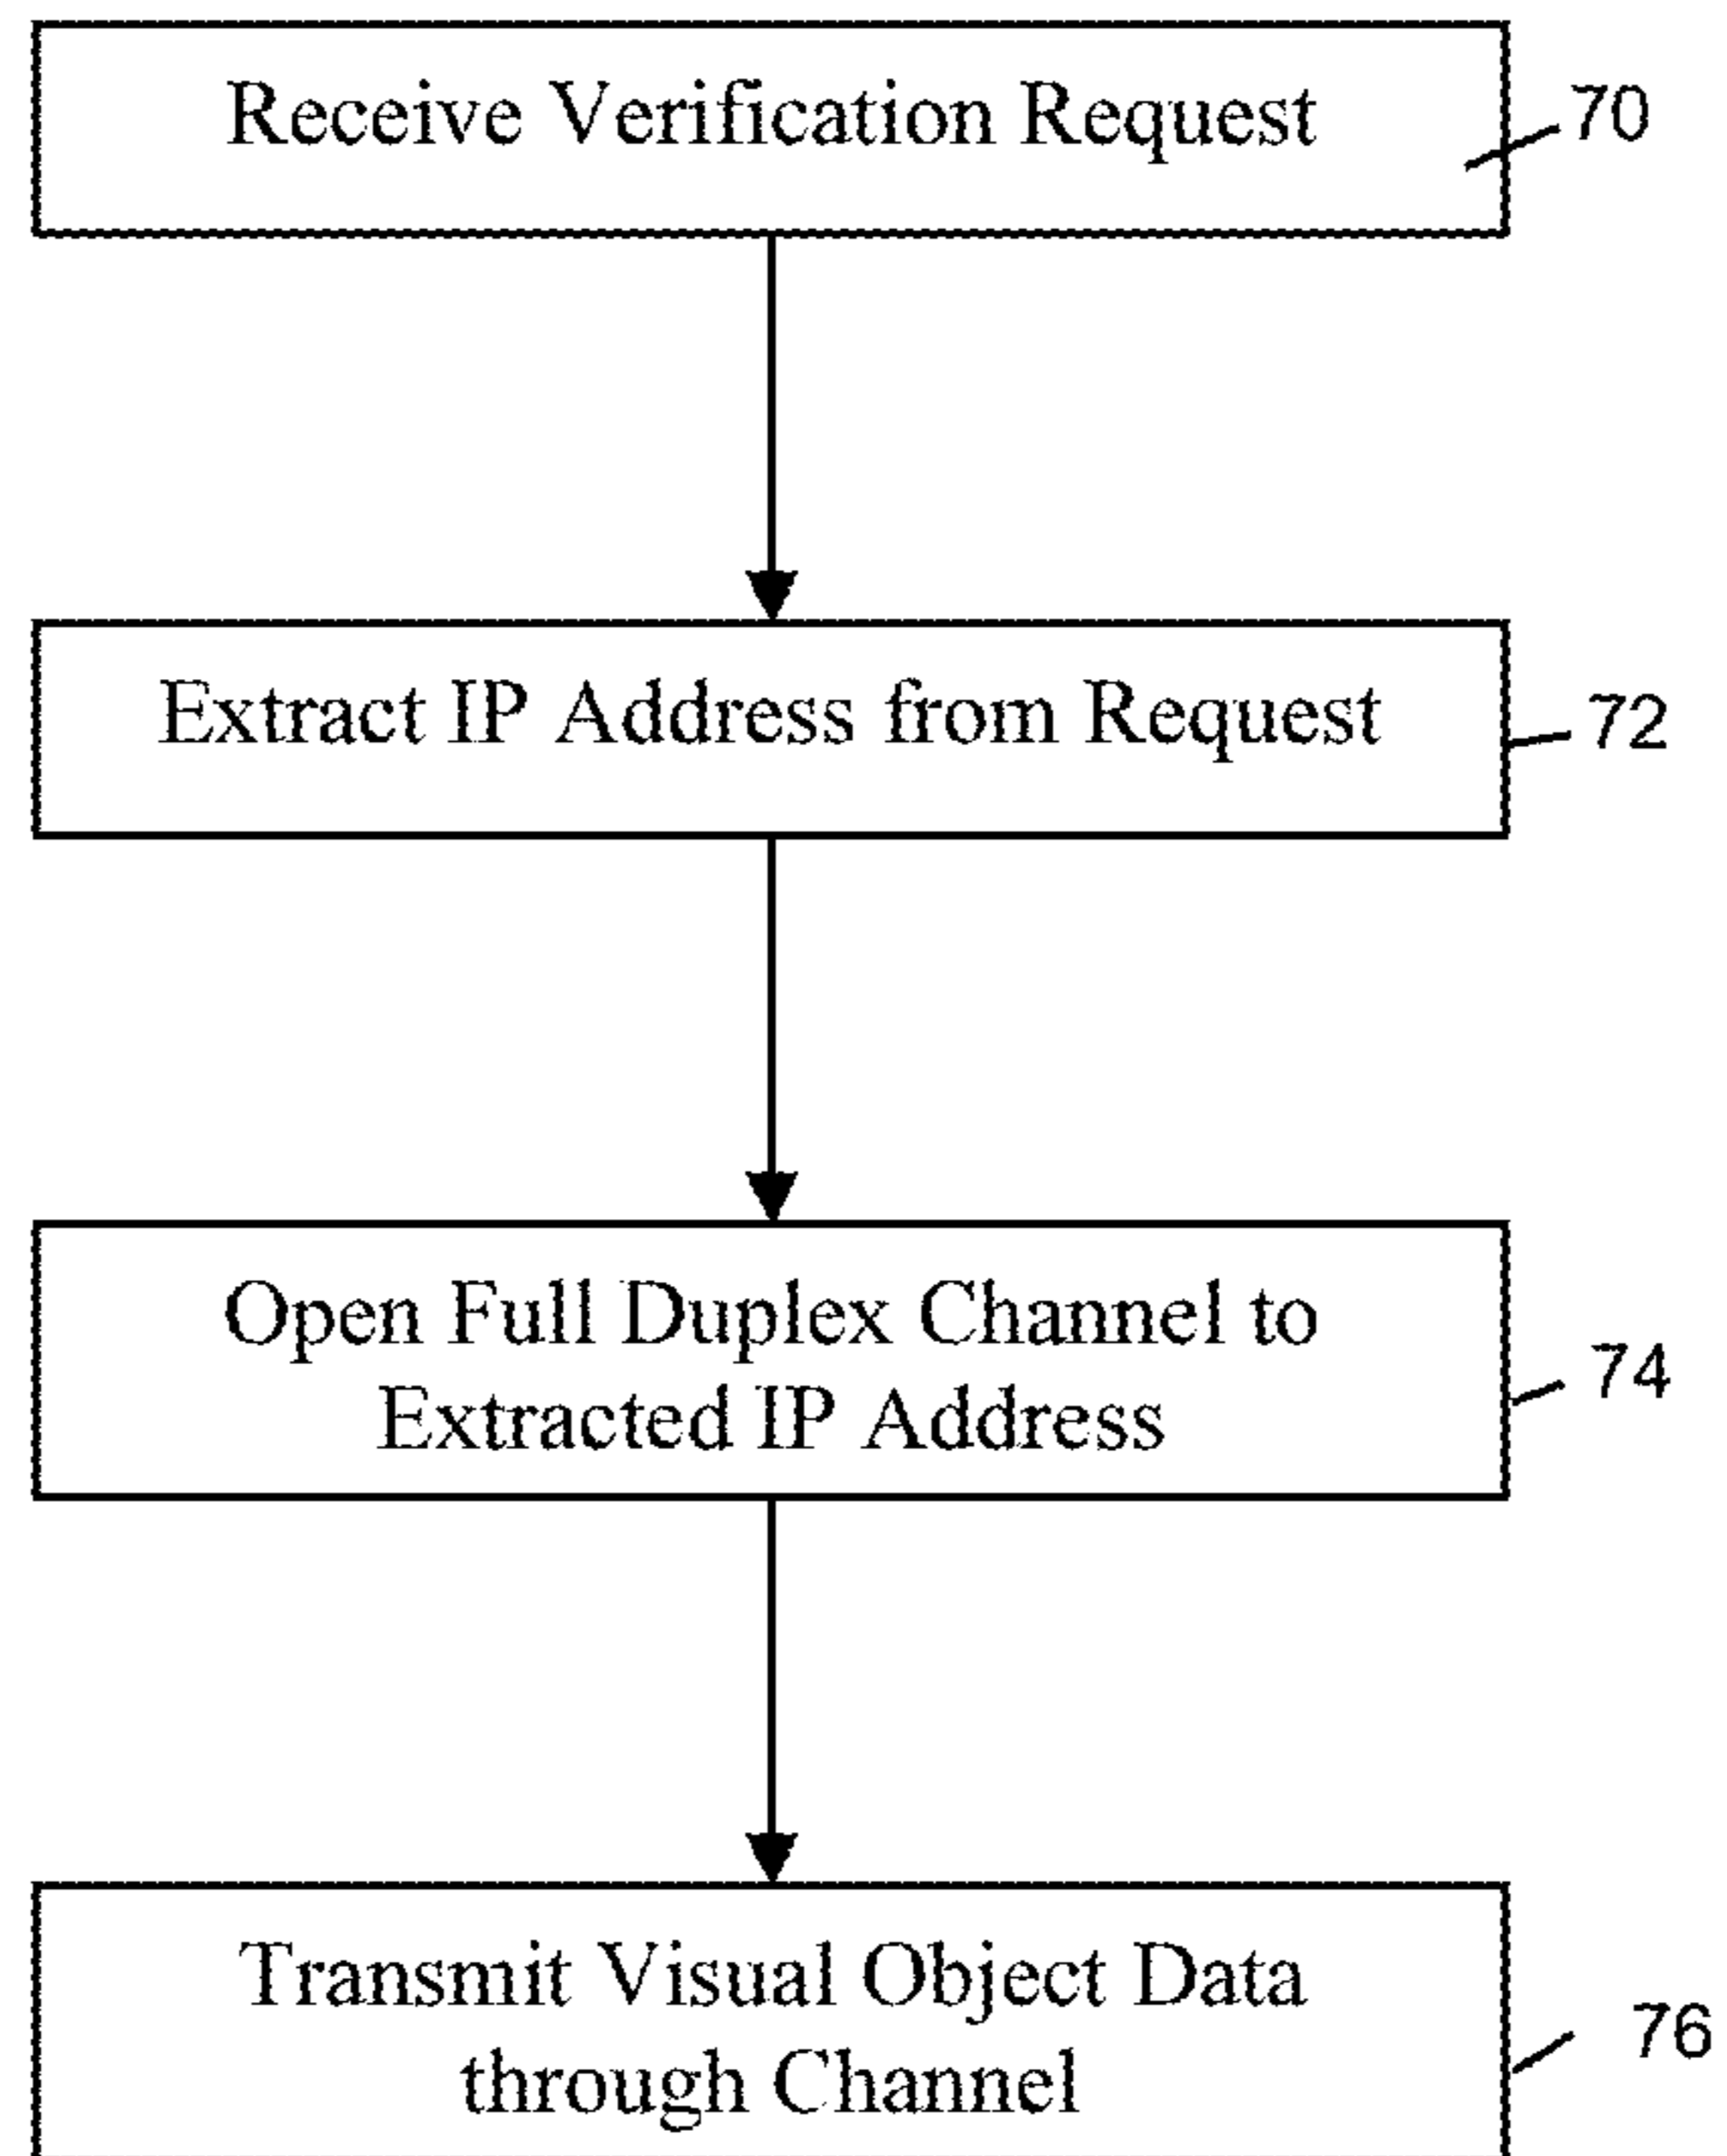 Receive Verification Request
70
Extract IP Address from Request
72
Open Full Duplex Channel to
Extracted IP Address
74
Transmit Visual Object Data
through Channel
76